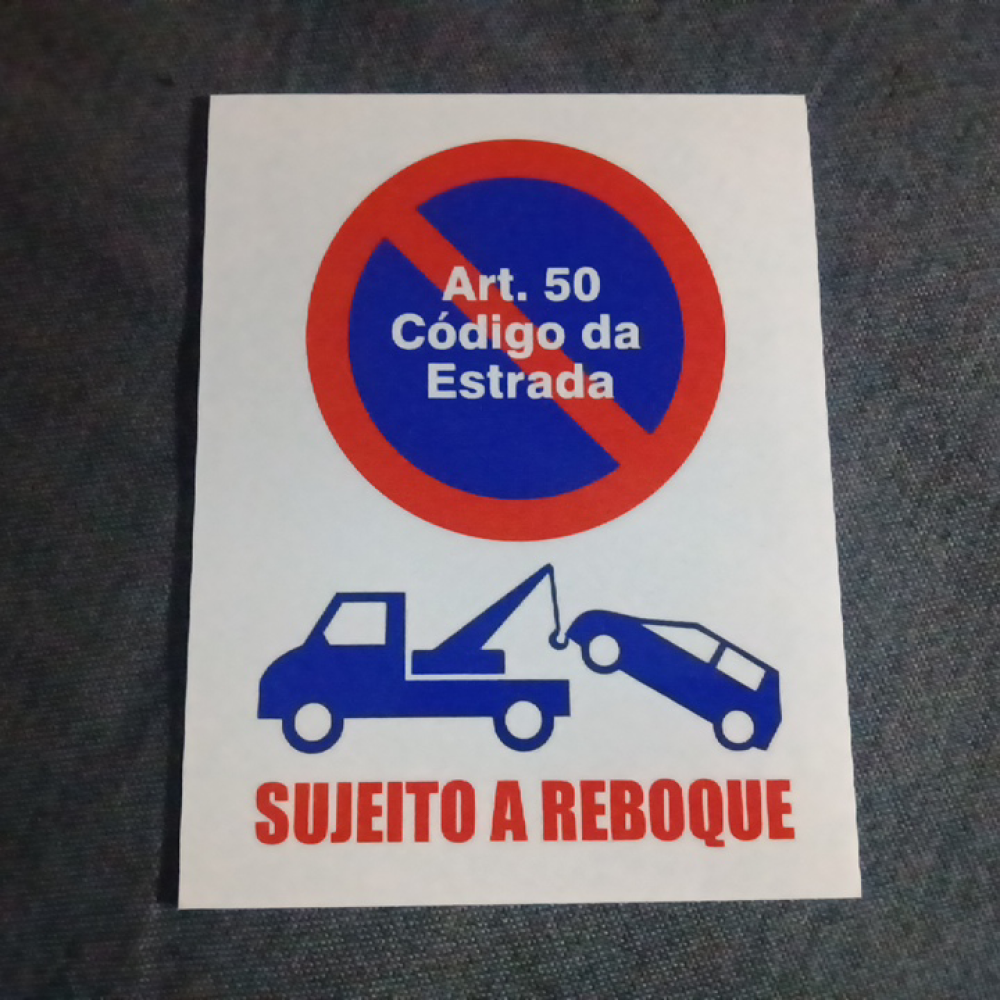 Art. 50
Código da
Estrada
SUJEITO A REBOQUE